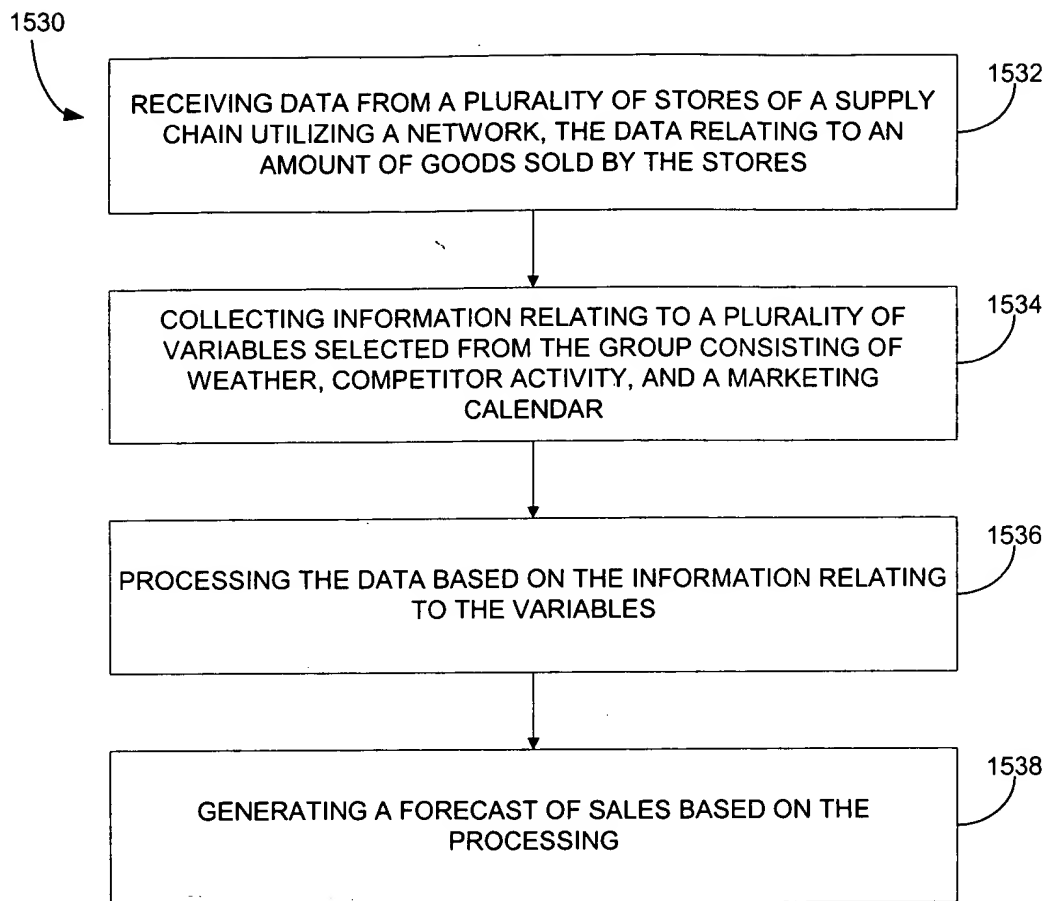 1530
RECEIVING DATA FROM A PLURALITY OF STORES OF A SUPPLY
CHAIN UTILIZING A NETWORK, THE DATA RELATING TO AN
AMOUNT OF GOODS SOLD BY THE STORES
1532
COLLECTING INFORMATION RELATING TO A PLURALITY OF
VARIABLES SELECTED FROM THE GROUP CONSISTING OF
WEATHER, COMPETITOR ACTIVITY, AND A MARKETING
CALENDAR
1534
PROCESSING THE DATA BASED ON THE INFORMATION RELATING
TO THE VARIABLES
1536
GENERATING A FORECAST OF SALES BASED ON THE
PROCESSING
1538